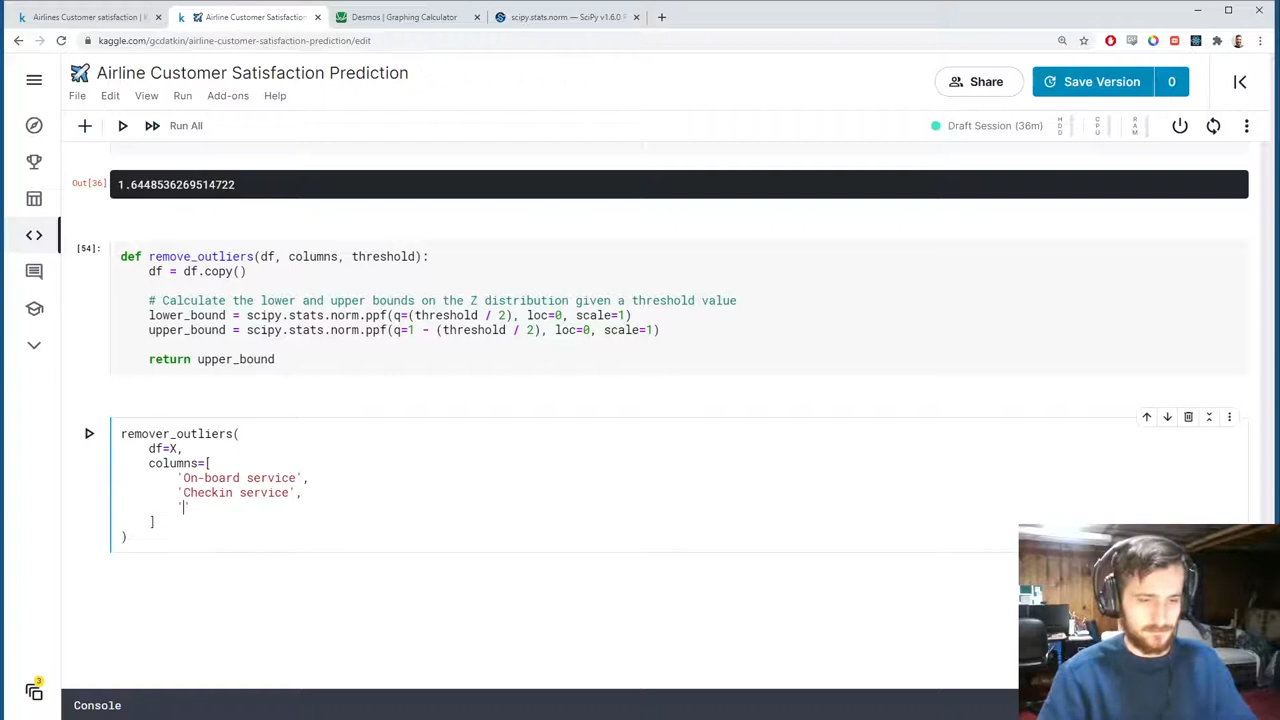 Airlines Customer satisfaction | K
Airline Customer Satisfaction
Desmos | Graphing Calculator
scipy.stats.norm — SciPy v1.6.0 R
kaggle.com/gcdatkin/airline-customer-satisfaction-prediction/edit
Airline Customer Satisfaction Prediction
File Edit View Run Add-ons Help
Share
Save Version 0
Run All
Draft Session (36m)
HDD
CPU
RAM
Out[36] 1.6448536269514722
[54]:
def remove_outliers(df, columns, threshold):
df = df.copy()
# Calculate the lower and upper bounds on the Z distribution given a threshold value
lower_bound = scipy.stats.norm.ppf(q=(threshold / 2), loc=0, scale=1)
upper_bound = scipy.stats.norm.ppf(q=1 - (threshold / 2), loc=0, scale=1)
return upper_bound
remover_outliers(
df=X,
columns=[
'On-board service',
'Checkin service',
''
]
)
3
Console